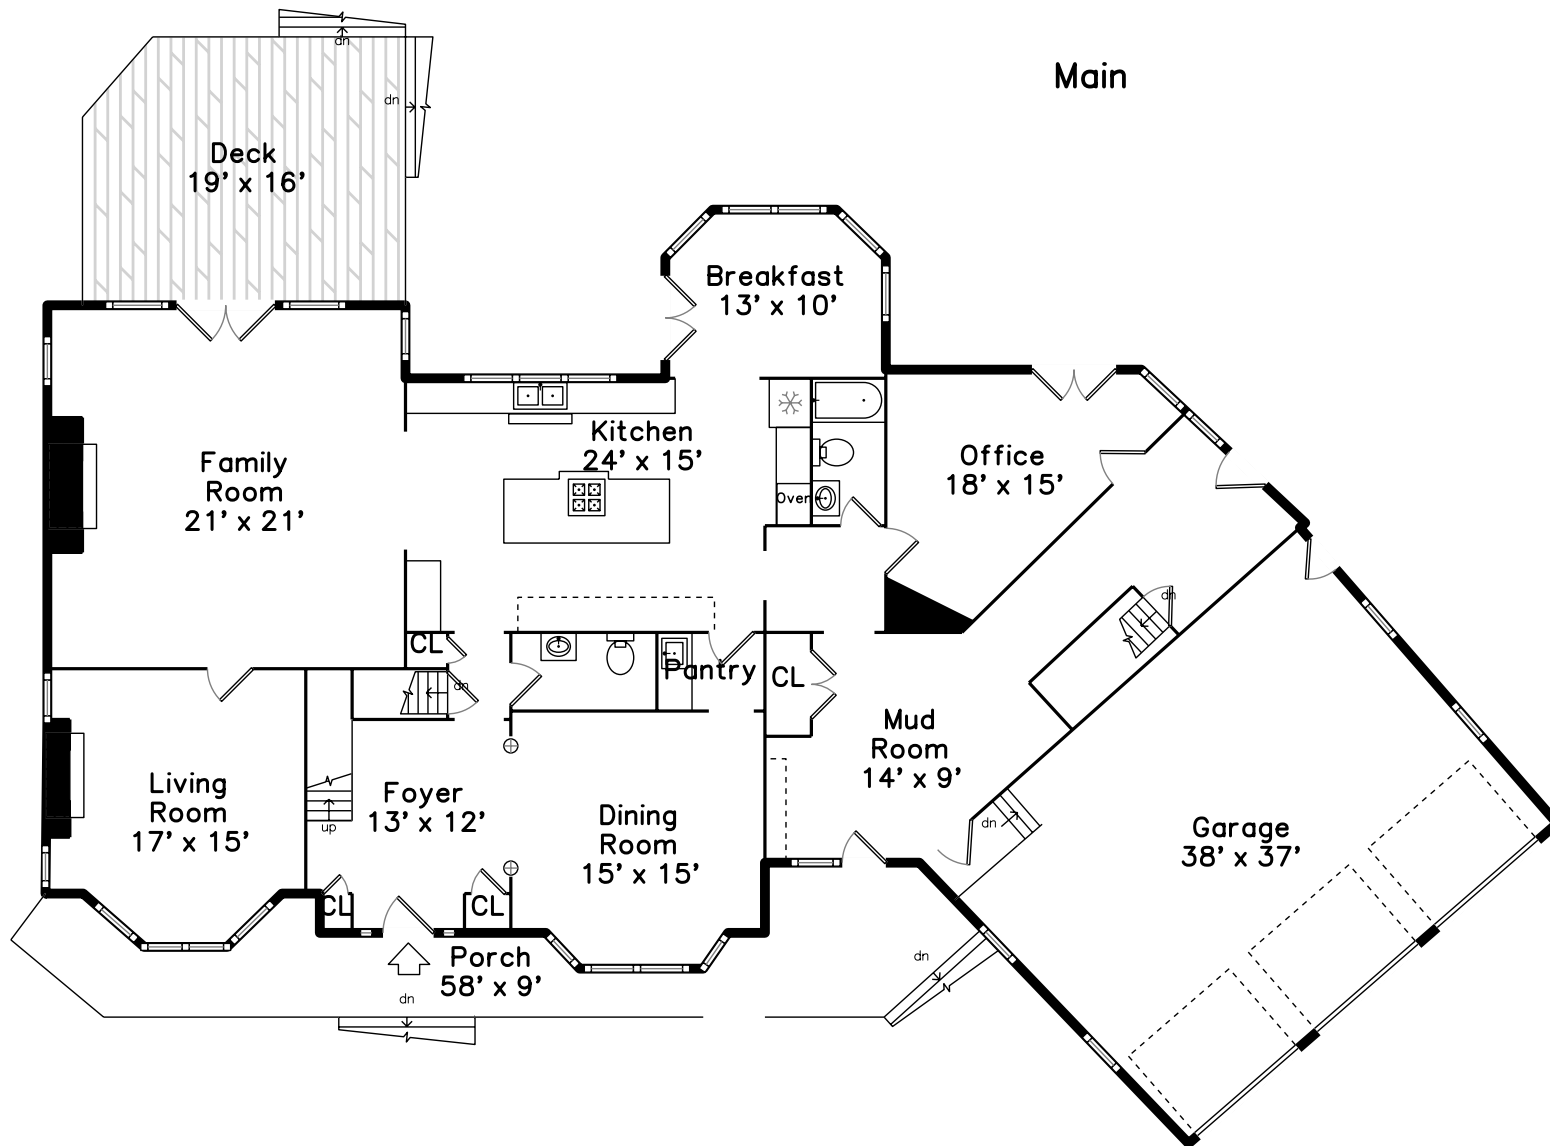 Main
dn
dn
Deck
19' x 16'
Breakfast
13' x 10'
Kitchen
24' x 15'
Family
Room
21' x 21'
Office
18' x 15'
Oven
dn
CL
Pantry
CL
dn
Mud
Room
14' x 9'
Living
Room
17' x 15'
Foyer
13' x 12'
up
Dining
Room
15' x 15'
dn
Garage
38' x 37'
CL
CL
Porch
58' x 9'
dn
dn